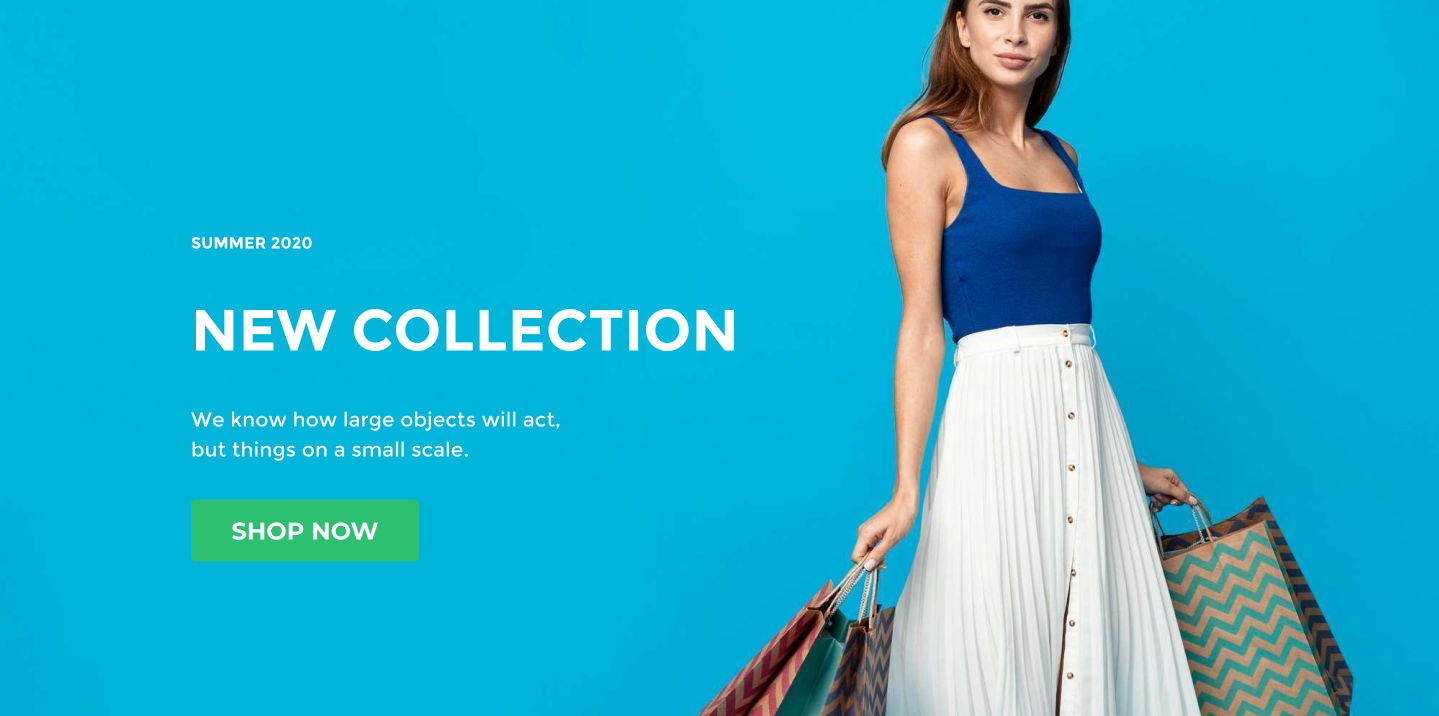 SUMMER 2020
NEW COLLECTION
We know how large objects will act,
but things on a small scale.
SHOP NOW